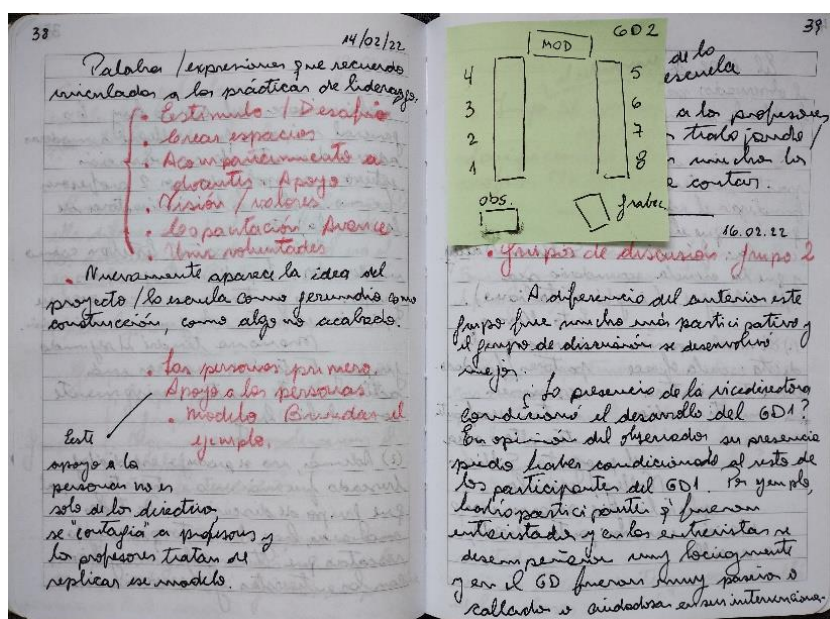 38
14/02/22
Palabras/expresiones que recuerdo
vinculadas a las prácticas de liderazgo:
• Estímulo / Desafío
• Crear espacios
• Acompañamiento a
docentes Apoyo
• Visión / valores
• Capacitación - Avance
• Unir voluntades
• Nuevamente aparece la idea del
proyecto / la escuela como gerundio como
construcción, como algo no acabado.
• Las personas primero.
Apoyo a las personas
• Modelo Brindar el
ejemplo.
Este
apoyo a la
personas no es
solo de los directivos
se "contagia" a profesores y
los profesores tratan de
replicar ese modelo.
39
GD2
MOD
4
3
2
1
5
6
7
8
obs.
grabac.
de lo
escuela
a los profesores
trabajando/
mucho los
contar.
16.02.22
• Grupos de discusión: grupo 2
A diferencia del anterior este
grupo fue mucho más participativo y
el grupo de discusión se desenvolvió
mejor.
¿La presencia de la vicedirectora
condicionó el desarrollo del GD1?
En opinión del observador su presencia
pudo haber condicionado al resto de
los participantes del GD1. Por ejemplo,
había participantes q' fueron
entrevistados y en las entrevistas se
desempeñaron muy locuazmente
y en el GD fueron muy pasivos o
callados o cuidadosos en sus intervenciones.